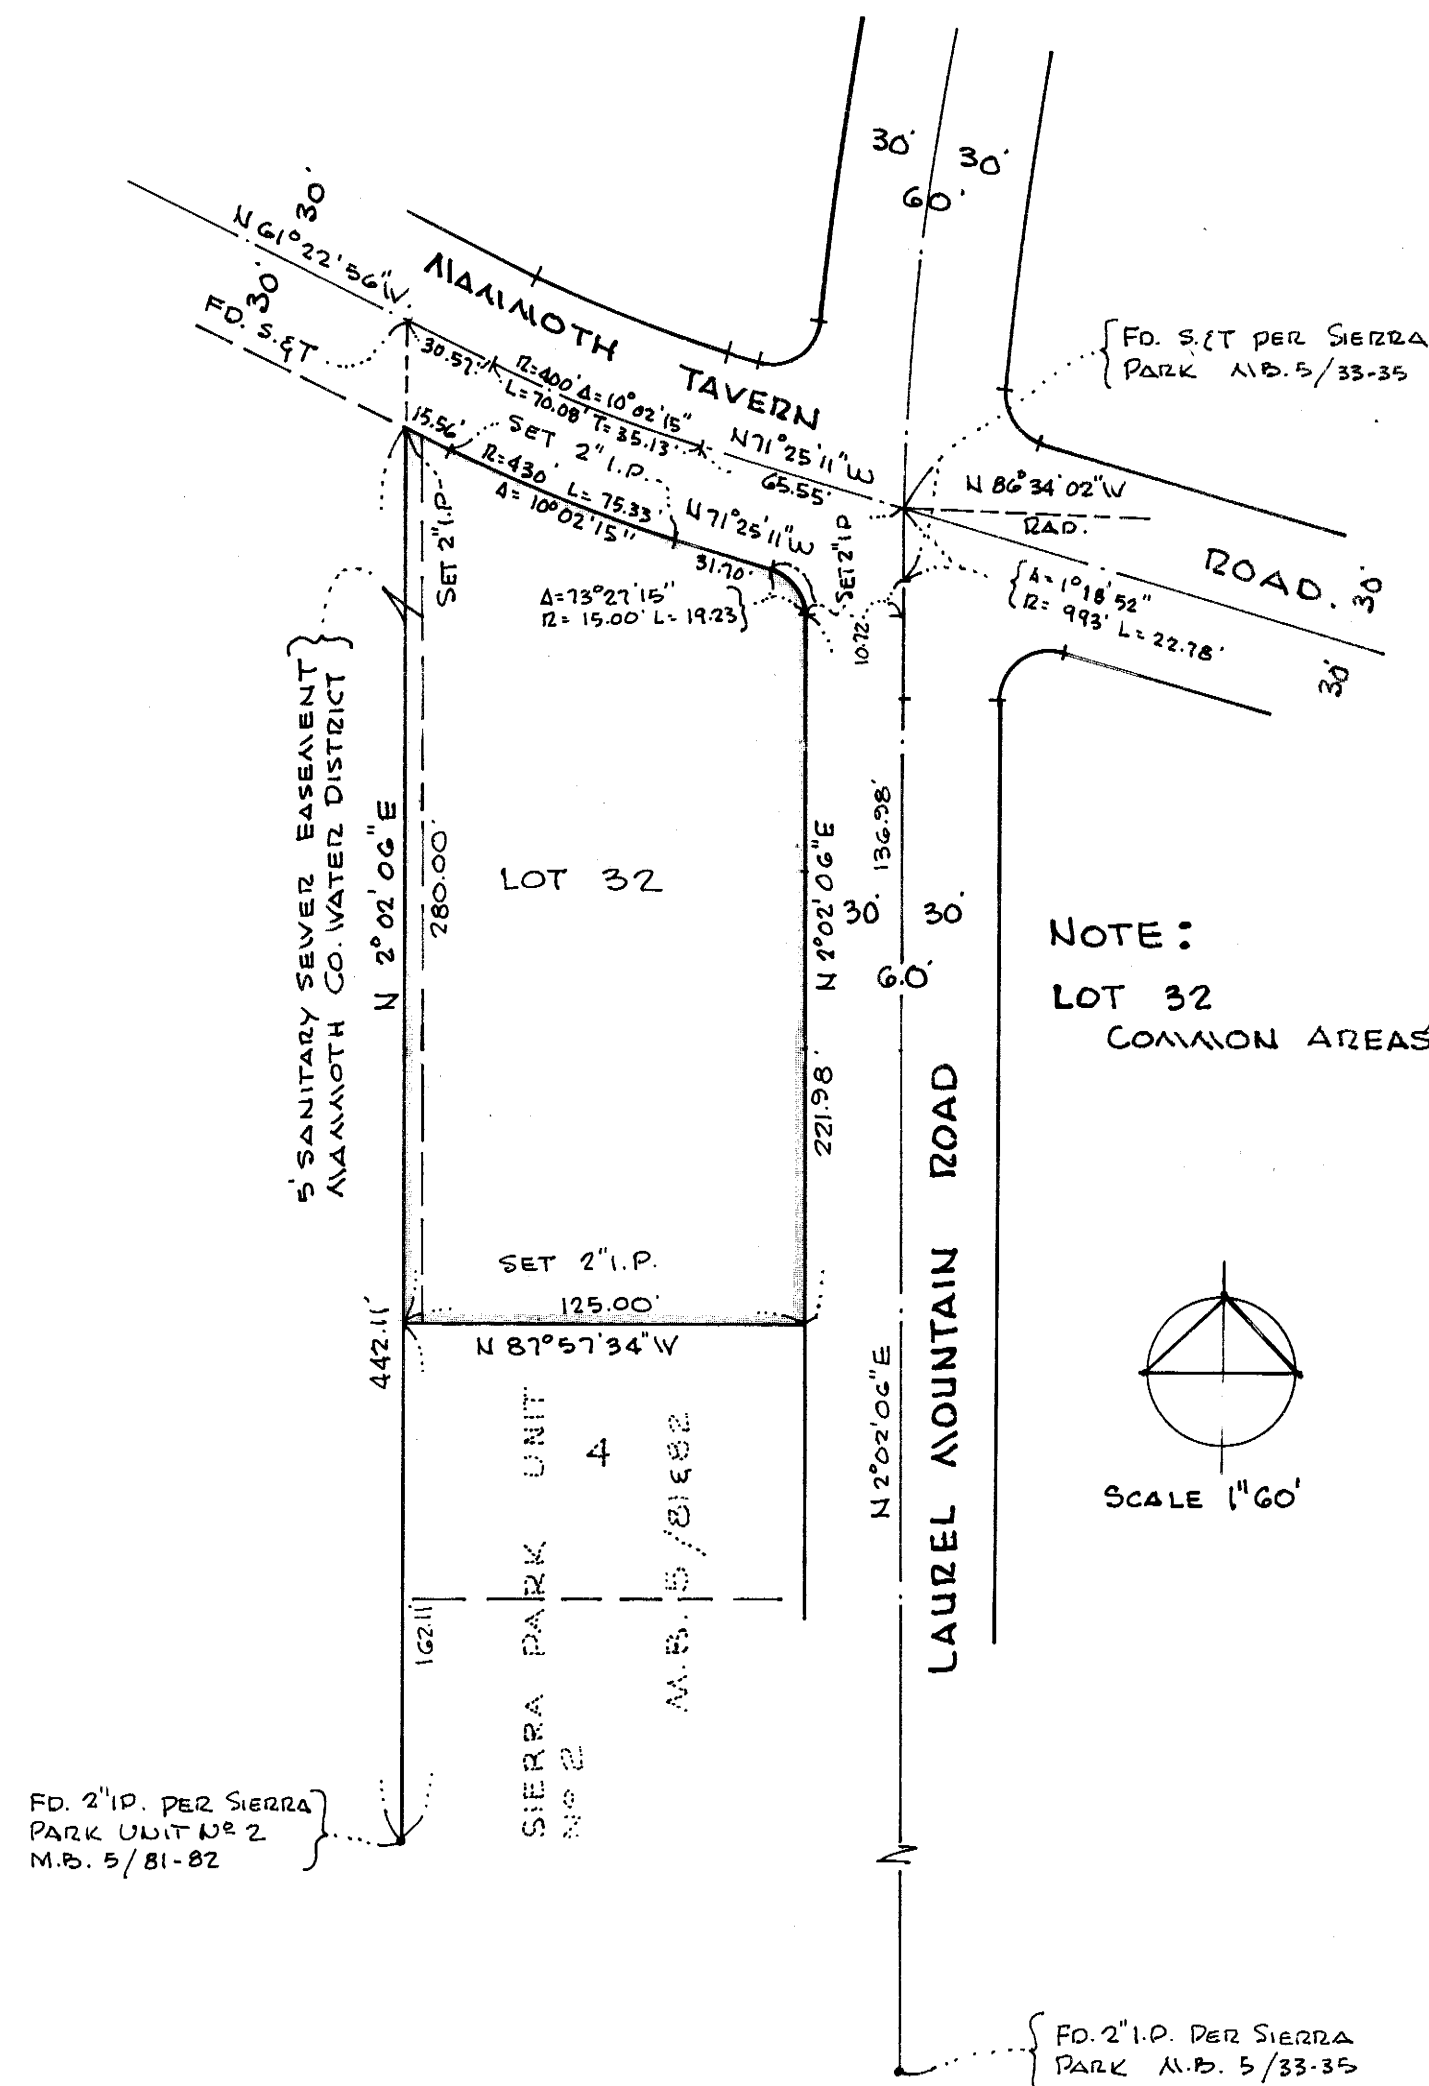 30'
30'
60'
30'
N 61° 22' 56" W.
30'
MAMMOTH TAVERN ROAD.
FD. S.&T
{ FD. S.&T PER SIERRA
PARK M.B. 5/33-35
30.57'
R=400' Δ=10°02'15"
L=70.08' T=35.13'
N 71° 25' 11" W
65.55'
N 86° 34' 02" W
RAD.
15.56'
SET 2" I.P.
R=430' L=75.33'
Δ=10°02'15"
N 71° 25' 11" W
31.70'
SET 2" I.P.
SET 2" I.P
Δ=73°27'15"
R=15.00' L=19.23'
10.72'
{ Δ=1°18'52"
R=993' L=22.78'
30'
30'
5' SANITARY SEWER EASEMENT
MAMMOTH CO. WATER DISTRICT
N 2° 02' 06" E
280.00'
LOT 32
N 2° 02' 06" E
221.98'
136.98'
30' 30'
60'
NOTE:
LOT 32
COMMON AREAS
SET 2" I.P.
125.00'
N 87° 57' 34" W
442.11'
162.11'
4
SIERRA PARK UNIT
Nº 2
M.B. 5/81&82
N 2° 02' 06" E
LAUREL MOUNTAIN ROAD
SCALE 1" 60'
FD. 2" I.P. PER SIERRA
PARK UNIT Nº 2
M.B. 5/81-82
{ FD. 2" I.P. PER SIERRA
PARK M.B. 5/33-35